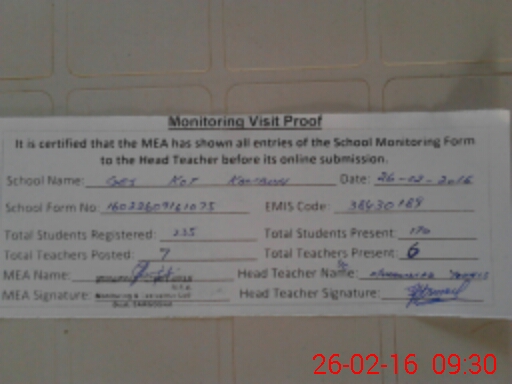 Monitoring Visit Proof
It is certified that the MEA has shown all entries of the School Monitoring Form
to the Head Teacher before its online submission.
School Name: Kot Date: 26-02-2016
School Form No: EMIS Code: 38430189
Total Students Registered: 235 Total Students Present: 170
Total Teachers Posted: 7 Total Teachers Present: 6
MEA Name: Head Teacher Name:
MEA Signature: Head Teacher Signature:
26-02-16 09:30